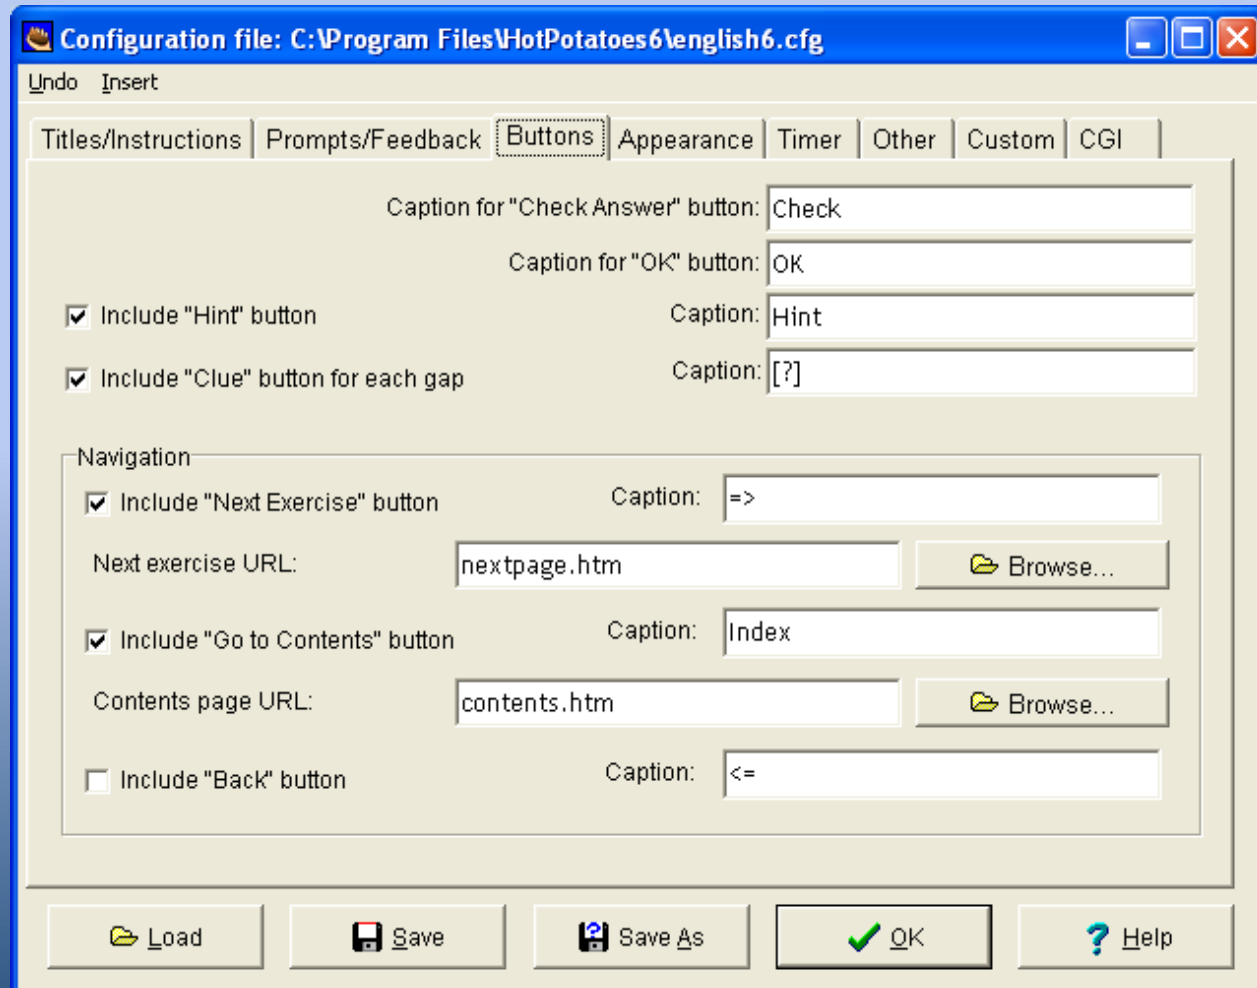 Configuration file: C:\Program Files\HotPotatoes6\english6.cfg
Undo Insert
Titles/Instructions Prompts/Feedback Buttons Appearance Timer Other Custom CGI
Caption for "Check Answer" button: Check
Caption for "OK" button: OK
Include "Hint" button Caption: Hint
Include "Clue" button for each gap Caption: [?]
Navigation
Include "Next Exercise" button Caption: =>
Next exercise URL: nextpage.htm Browse...
Include "Go to Contents" button Caption: Index
Contents page URL: contents.htm Browse...
Include "Back" button Caption: <=
Load Save Save As OK Help